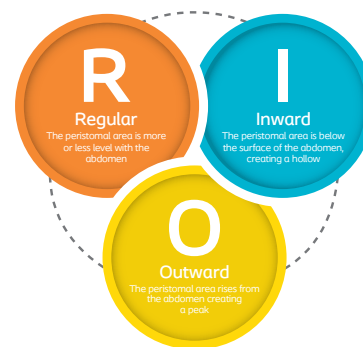 R
Regular
The peristomal area is more
or less level with the
abdomen
I
Inward
The peristomal area is below
the surface of the abdomen,
creating a hollow
O
Outward
The peristomal area rises from
the abdomen creating
a peak